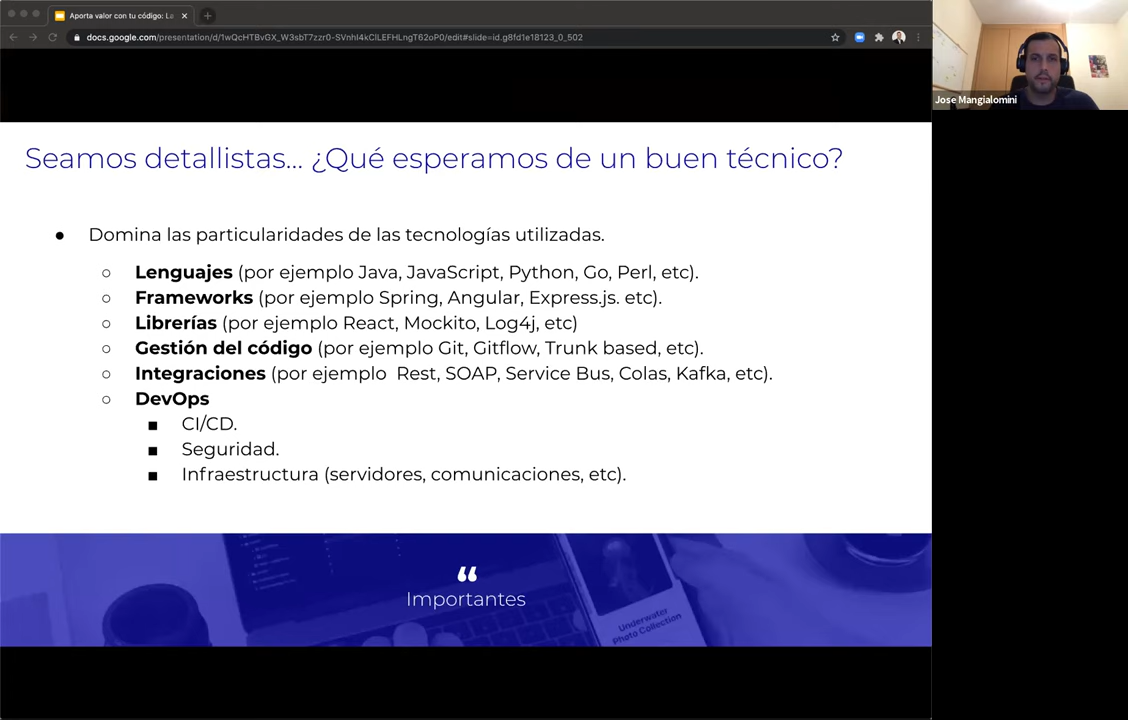 Aporta valor con tu código: La
docs.google.com/presentation/d/1wQcHTBvGX_W3sbT7zzr0-SVnhI4kCILEFHLngT62oP0/edit#slide=id.g8fd1e18123_0_502
Jose Mangialomini
Seamos detallistas... ¿Qué esperamos de un buen técnico?
● Domina las particularidades de las tecnologías utilizadas.
○ Lenguajes (por ejemplo Java, JavaScript, Python, Go, Perl, etc).
○ Frameworks (por ejemplo Spring, Angular, Express.js. etc).
○ Librerías (por ejemplo React, Mockito, Log4j, etc)
○ Gestión del código (por ejemplo Git, Gitflow, Trunk based, etc).
○ Integraciones (por ejemplo Rest, SOAP, Service Bus, Colas, Kafka, etc).
○ DevOps
■ CI/CD.
■ Seguridad.
■ Infraestructura (servidores, comunicaciones, etc).
“
Importantes
Underwater
Photo Collection